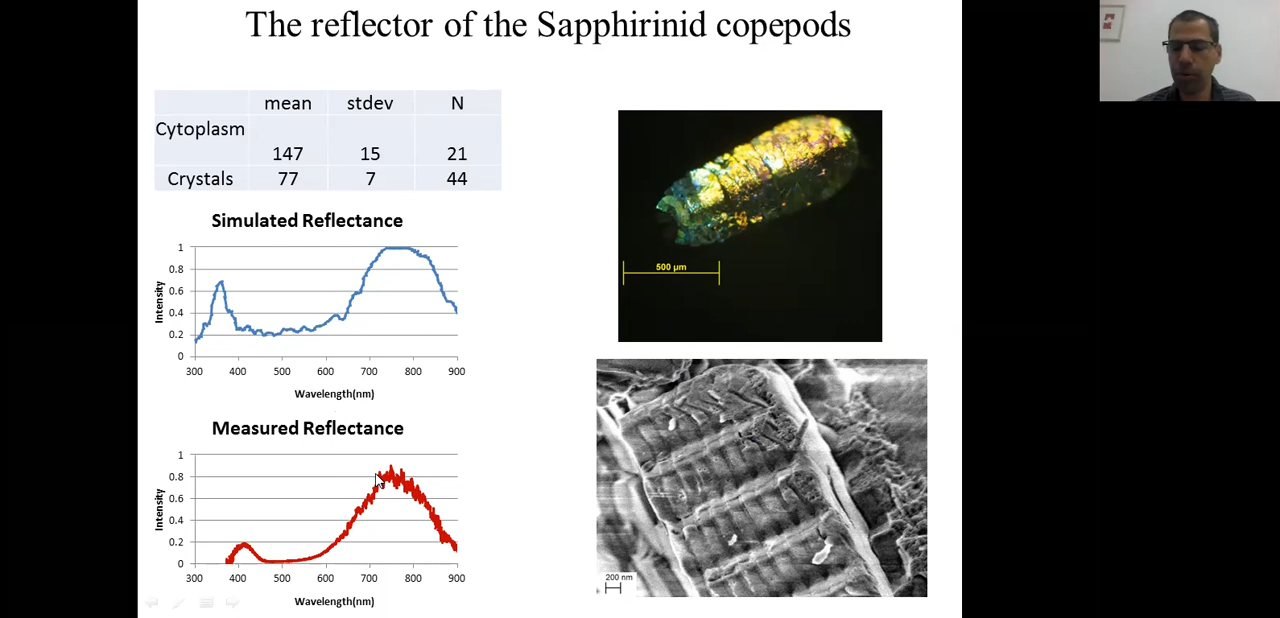 The reflector of the Sapphirinid copepods
mean stdev N
Cytoplasm
147 15 21
Crystals 77 7 44
Simulated Reflectance
1
0.8
0.6
0.4
0.2
0
Intensity
300 400 500 600 700 800 900
Wavelength(nm)
Measured Reflectance
1
0.8
0.6
0.4
0.2
0
Intensity
300 400 500 600 700 800 900
Wavelength(nm)
500 µm
200 nm